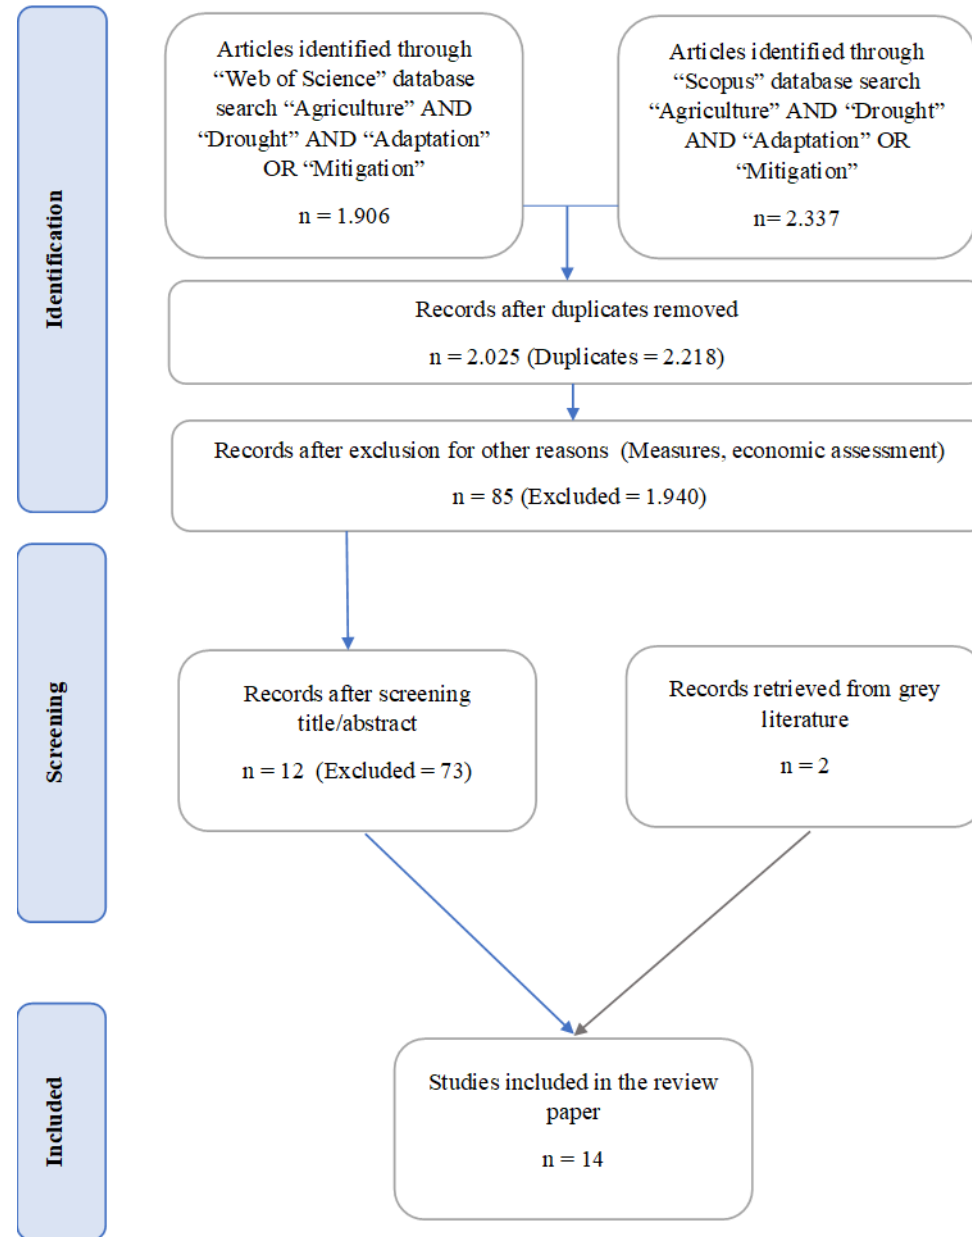 Identification
Articles identified through
“Web of Science” database
search “Agriculture” AND
“Drought” AND “Adaptation”
OR “Mitigation”
n = 1.906
Articles identified through
“Scopus” database search
“Agriculture” AND “Drought”
AND “Adaptation” OR
“Mitigation”
n= 2.337
Records after duplicates removed
n = 2.025 (Duplicates = 2.218)
Records after exclusion for other reasons (Measures, economic assessment)
n = 85 (Excluded = 1.940)
Screening
Records after screening
title/abstract
n = 12 (Excluded = 73)
Records retrieved from grey
literature
n = 2
Included
Studies included in the review
paper
n = 14